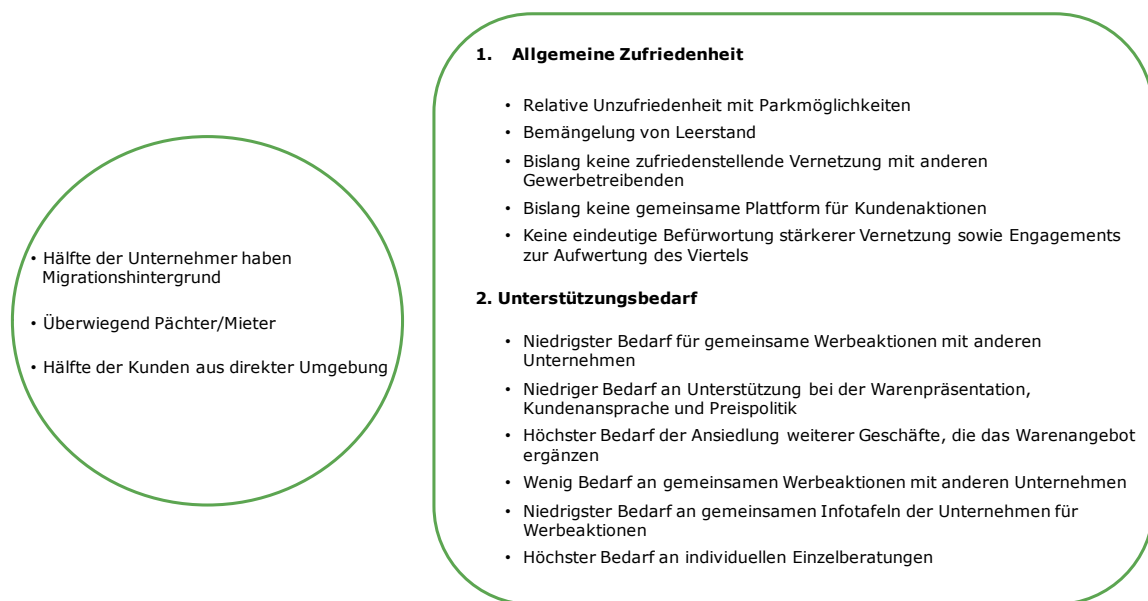 • Hälfte der Unternehmer haben
Migrationshintergrund
• Überwiegend Pächter/Mieter
• Hälfte der Kunden aus direkter Umgebung
1. Allgemeine Zufriedenheit
• Relative Unzufriedenheit mit Parkmöglichkeiten
• Bemängelung von Leerstand
• Bislang keine zufriedenstellende Vernetzung mit anderen
Gewerbetreibenden
• Bislang keine gemeinsame Plattform für Kundenaktionen
• Keine eindeutige Befürwortung stärkerer Vernetzung sowie Engagements
zur Aufwertung des Viertels
2. Unterstützungsbedarf
• Niedrigster Bedarf für gemeinsame Werbeaktionen mit anderen
Unternehmen
• Niedriger Bedarf an Unterstützung bei der Warenpräsentation,
Kundenansprache und Preispolitik
• Höchster Bedarf der Ansiedlung weiterer Geschäfte, die das Warenangebot
ergänzen
• Wenig Bedarf an gemeinsamen Werbeaktionen mit anderen Unternehmen
• Niedrigster Bedarf an gemeinsamen Infotafeln der Unternehmen für
Werbeaktionen
• Höchster Bedarf an individuellen Einzelberatungen